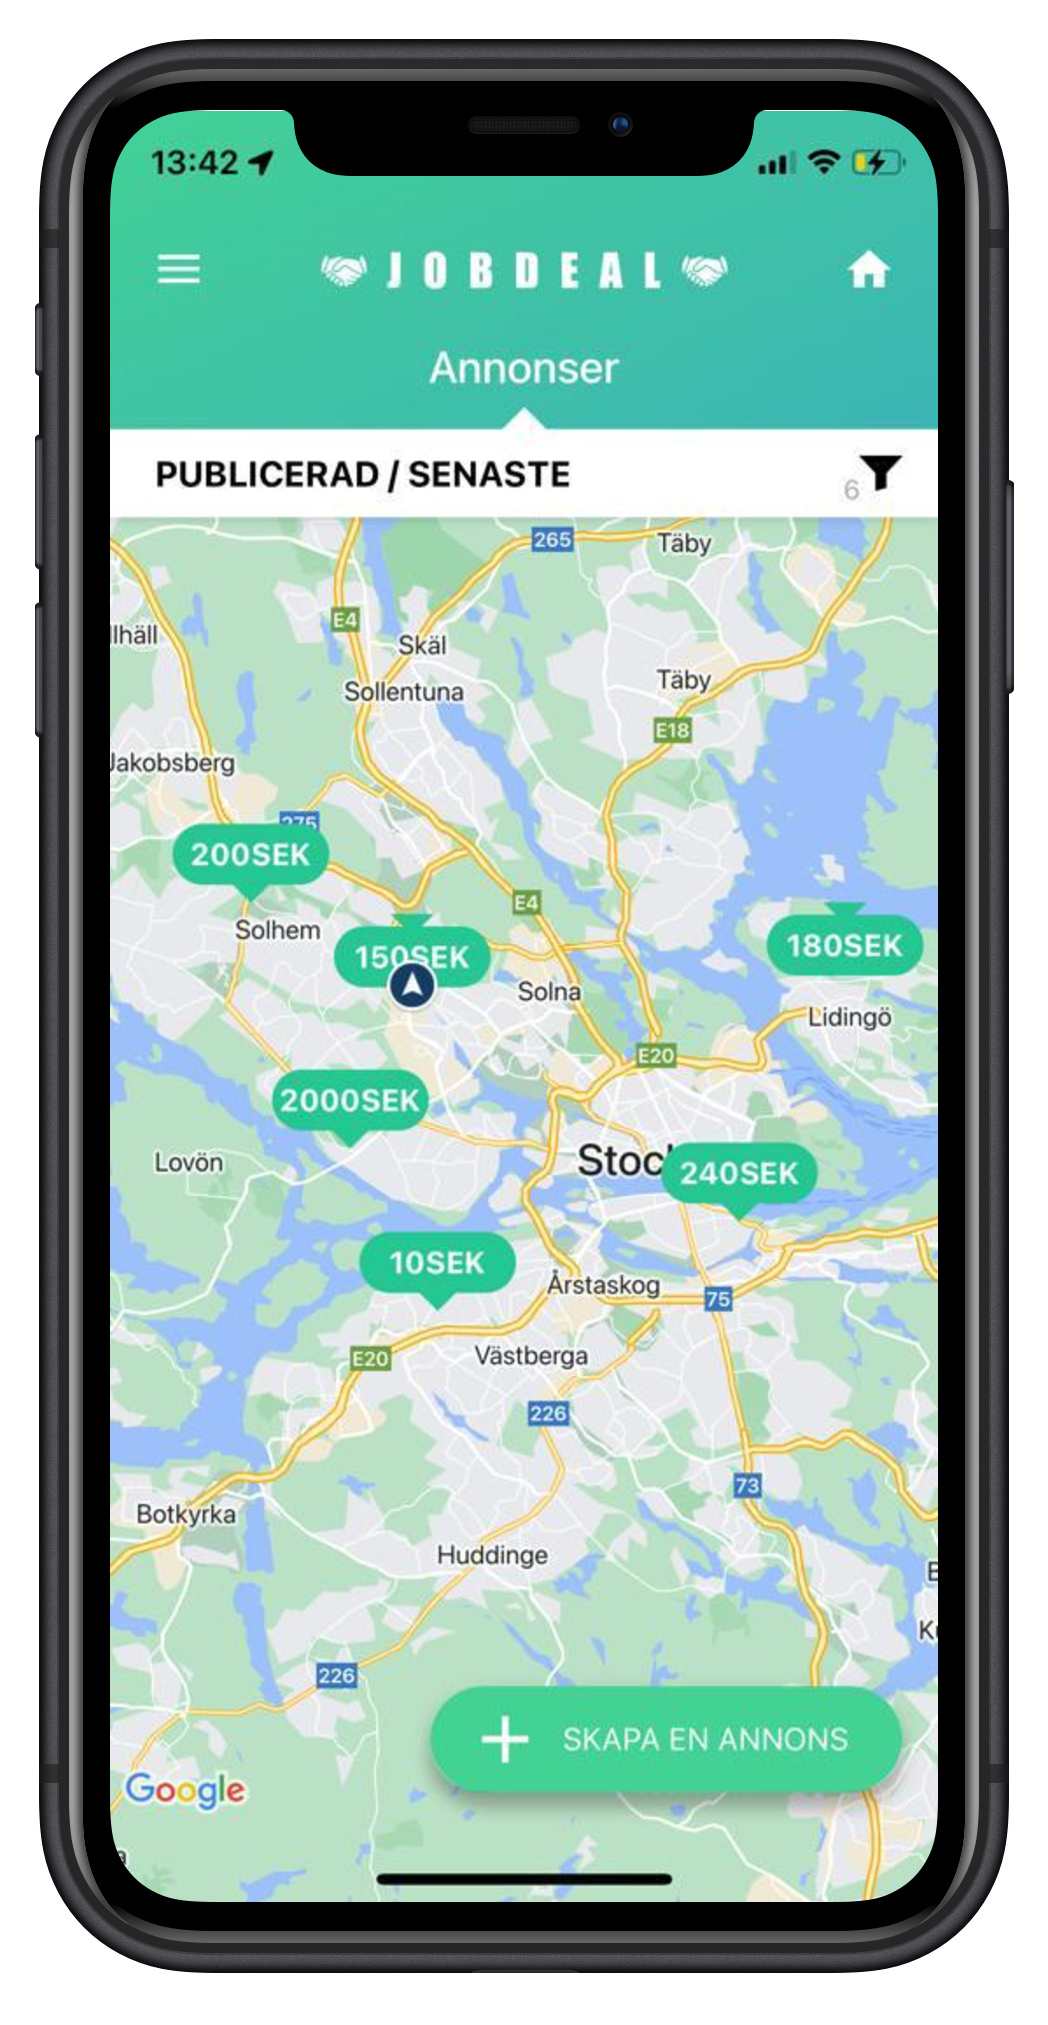 13:42
JOBDEAL
Annonser
PUBLICERAD / SENASTE
6
265
Täby
E4
llhäll
Skäl
Sollentuna
Täby
E18
Jakobsberg
275
200SEK
E4
Solhem
150SEK
180SEK
Solna
Lidingö
E20
2000SEK
Lovön
Stoc
240SEK
10SEK
Årstaskog
75
E20
Västberga
226
73
Botkyrka
Huddinge
226
SKAPA EN ANNONS
Google